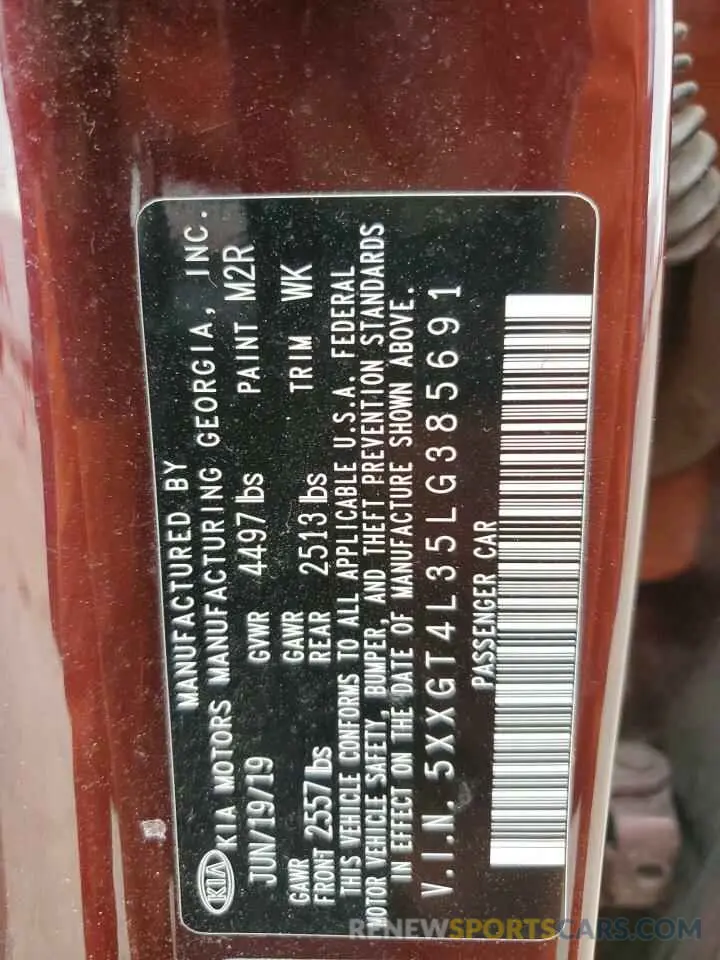 MANUFACTURED BY
KIA KIA MOTORS MANUFACTURING GEORGIA, INC.
JUN/19/19 GVWR 4497 lbs PAINT M2R
GAWR FRONT 2557 lbs GAWR REAR 2513 lbs TRIM WK
THIS VEHICLE CONFORMS TO ALL APPLICABLE U.S.A. FEDERAL
MOTOR VEHICLE SAFETY, BUMPER, AND THEFT PREVENTION STANDARDS
IN EFFECT ON THE DATE OF MANUFACTURE SHOWN ABOVE.
V.I.N. 5XXGT4L35LG385691
PASSENGER CAR
RENEWSPORTSCARS.COM